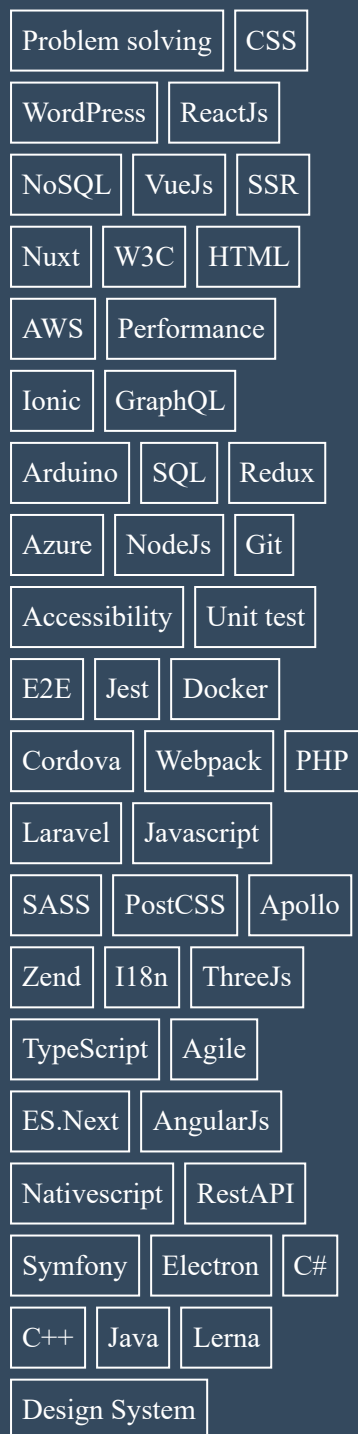 Problem solving CSS
WordPress ReactJs
NoSQL VueJs SSR
Nuxt W3C HTML
AWS Performance
Ionic GraphQL
Arduino SQL Redux
Azure NodeJs Git
Accessibility Unit test
E2E Jest Docker
Cordova Webpack PHP
Laravel Javascript
SASS PostCSS Apollo
Zend I18n ThreeJs
TypeScript Agile
ES.Next AngularJs
Nativescript RestAPI
Symfony Electron C#
C++ Java Lerna
Design System